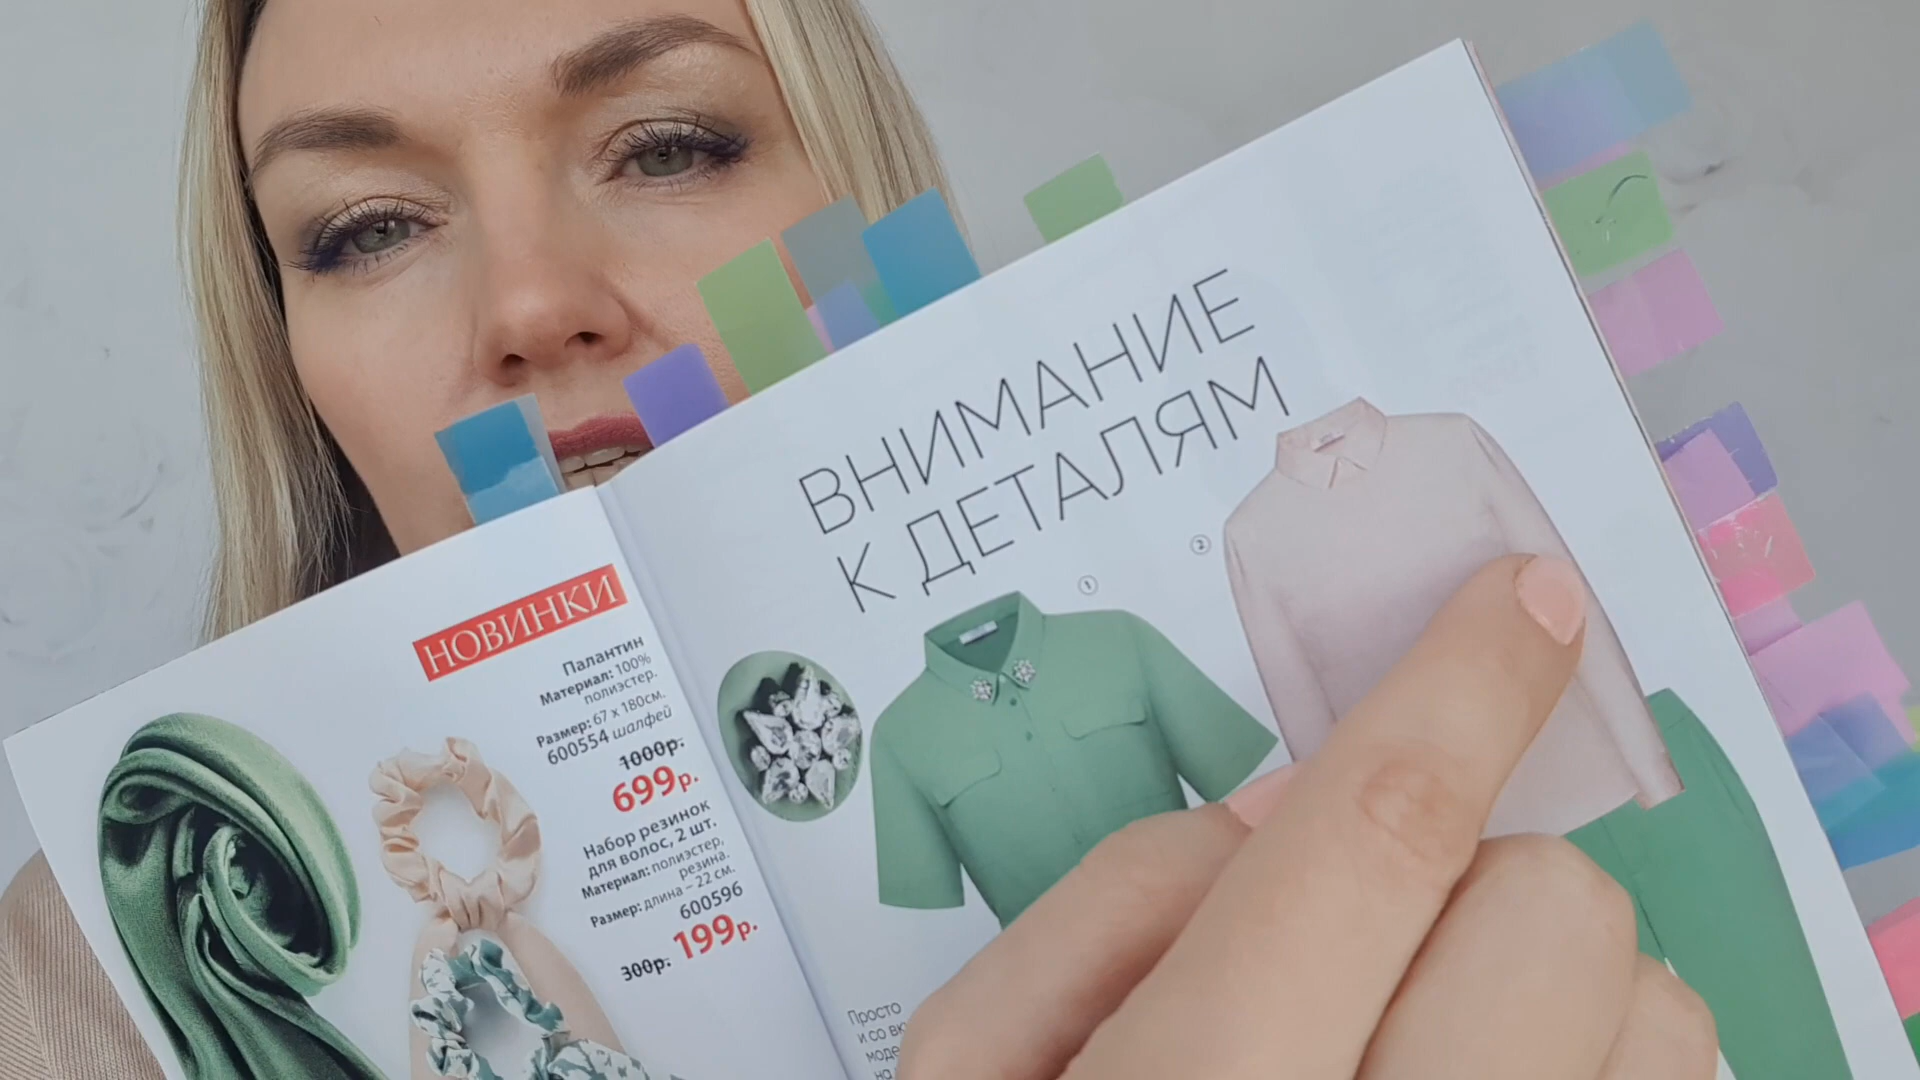 НОВИНКИ
Палантин
Материал: 100%
полиэстер.
Размер: 67 х 180см.
600554 шалфей
1000р.
699р.
Набор резинок
для волос, 2 шт.
Материал: полиэстер,
резина.
Размер: длина – 22 см.
600596
300р. 199р.
ВНИМАНИЕ
К ДЕТАЛЯМ
1
2
Просто
и со